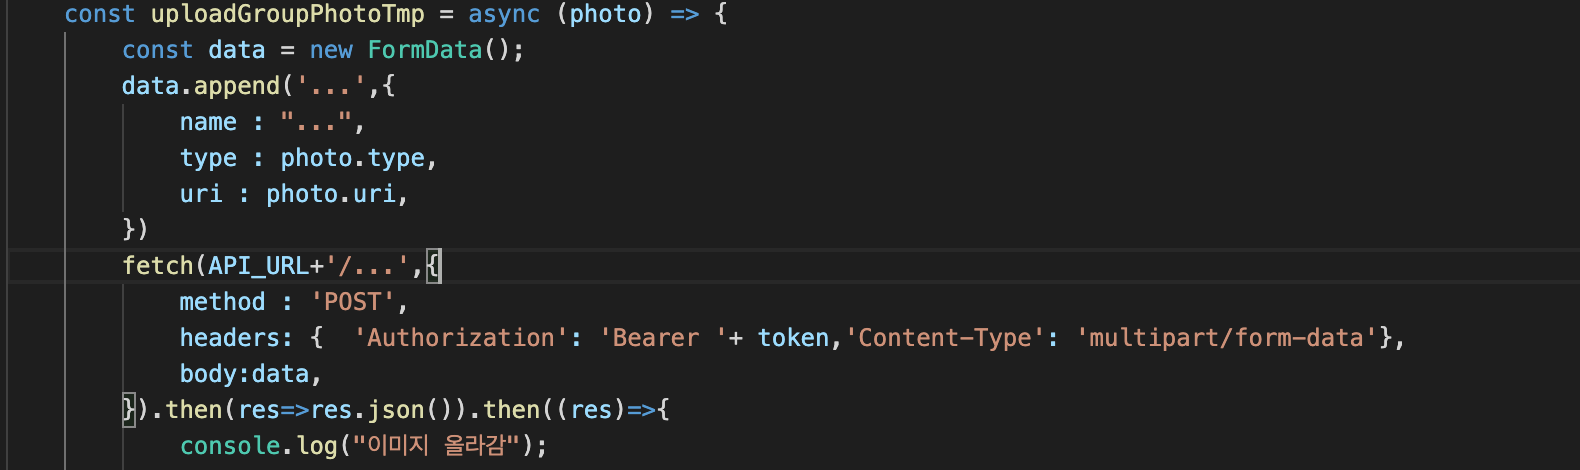 const uploadGroupPhotoTmp = async (photo) => {
const data = new FormData();
data.append('...',{
name : "...",
type : photo.type,
uri : photo.uri,
})
fetch(API_URL+'/...',{
method : 'POST',
headers: {  'Authorization': 'Bearer '+ token,'Content-Type': 'multipart/form-data'},
body:data,
}).then(res=>res.json()).then((res)=>{
console.log("이미지 올라감");